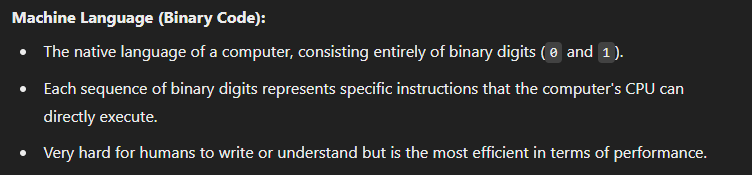 Machine Language (Binary Code):
• The native language of a computer, consisting entirely of binary digits (0 and 1).
• Each sequence of binary digits represents specific instructions that the computer's CPU can
directly execute.
• Very hard for humans to write or understand but is the most efficient in terms of performance.